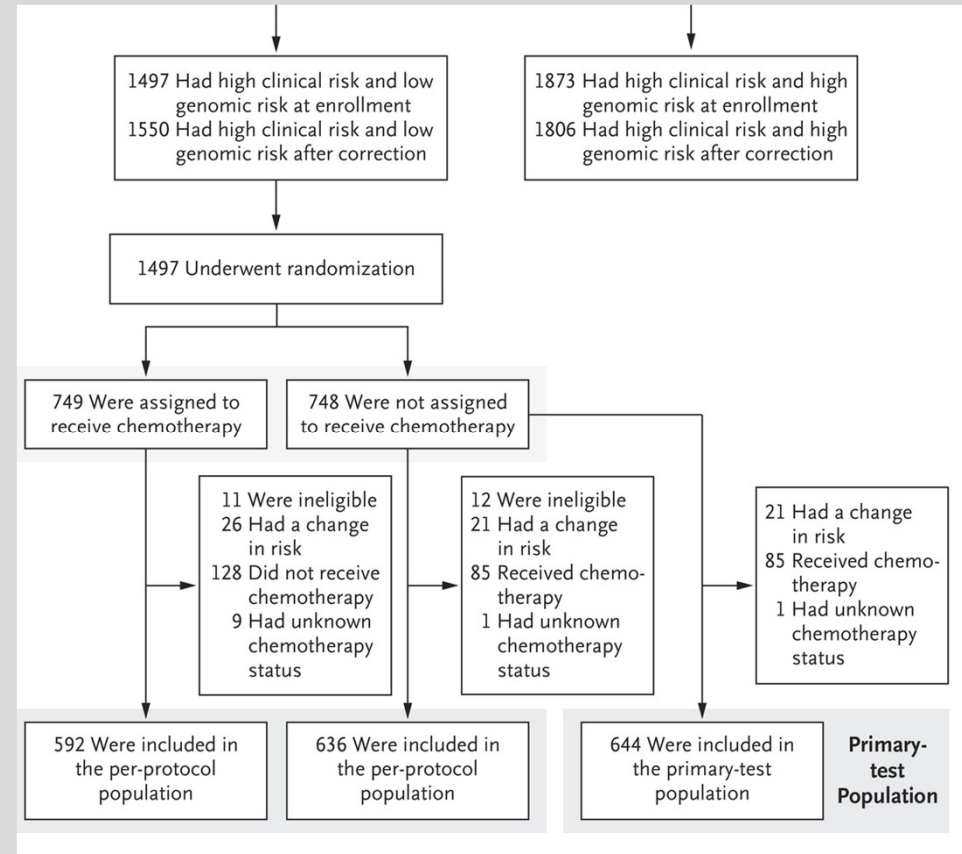 1497 Had high clinical risk and low
genomic risk at enrollment
1550 Had high clinical risk and low
genomic risk after correction
1873 Had high clinical risk and high
genomic risk at enrollment
1806 Had high clinical risk and high
genomic risk after correction
1497 Underwent randomization
749 Were assigned to
receive chemotherapy
748 Were not assigned
to receive chemotherapy
11 Were ineligible
26 Had a change
in risk
128 Did not receive
chemotherapy
9 Had unknown
chemotherapy
status
12 Were ineligible
21 Had a change
in risk
85 Received chemo-
therapy
1 Had unknown
chemotherapy
status
21 Had a change
in risk
85 Received chemo-
therapy
1 Had unknown
chemotherapy
status
592 Were included in
the per-protocol
population
636 Were included in
the per-protocol
population
644 Were included in
the primary-test
population
Primary-
test
Population